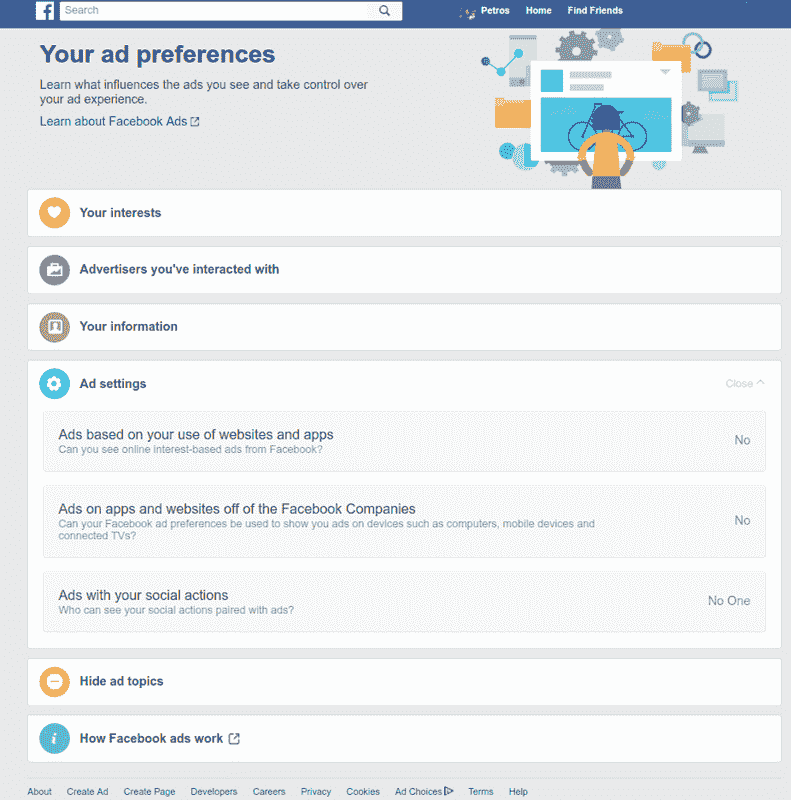 f Search Petros Home Find Friends
Your ad preferences
Learn what influences the ads you see and take control over
your ad experience.
Learn about Facebook Ads
Your interests
Advertisers you've interacted with
Your information
Ad settings Close
Ads based on your use of websites and apps
Can you see online interest-based ads from Facebook?
No
Ads on apps and websites off of the Facebook Companies
Can your Facebook ad preferences be used to show you ads on devices such as computers, mobile devices and
connected TVs?
No
Ads with your social actions
Who can see your social actions paired with ads?
No One
Hide ad topics
How Facebook ads work
About Create Ad Create Page Developers Careers Privacy Cookies Ad Choices Terms Help